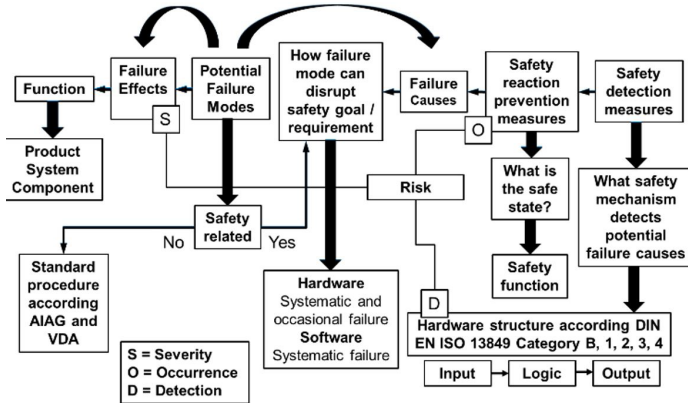 Function
Failure
Effects
Potential
Failure
Modes
How failure
mode can
disrupt
safety goal /
requirement
Failure
Causes
Safety
reaction
prevention
measures
Safety
detection
measures
S
O
Product
System
Component
Risk
What is
the safe
state?
What safety
mechanism
detects
potential
failure causes
No
Safety
related
Yes
Standard
procedure
according
AIAG and
VDA
Hardware
Systematic and
occasional failure
Software
Systematic failure
Safety
function
D
Hardware structure according DIN
EN ISO 13849 Category B, 1, 2, 3, 4
S = Severity
O = Occurrence
D = Detection
Input
Logic
Output